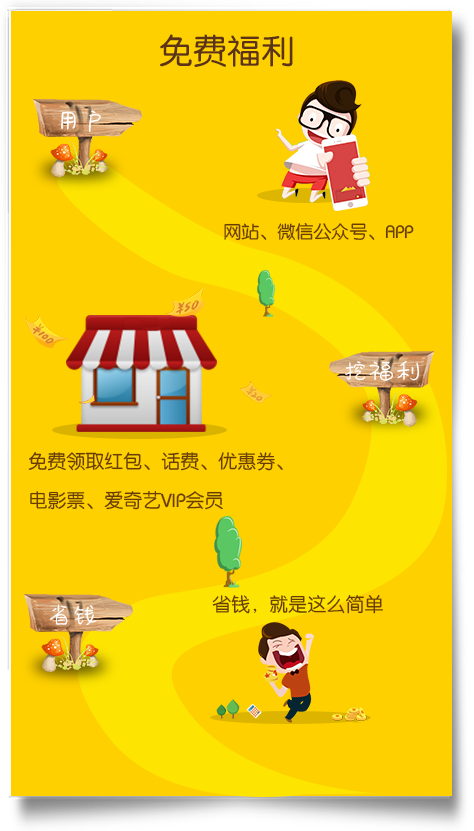 免费福利
用户
网站、微信公众号、APP
¥50
¥100
挖福利
¥50
免费领取红包、话费、优惠券、
电影票、爱奇艺VIP会员
省钱
省钱，就是这么简单